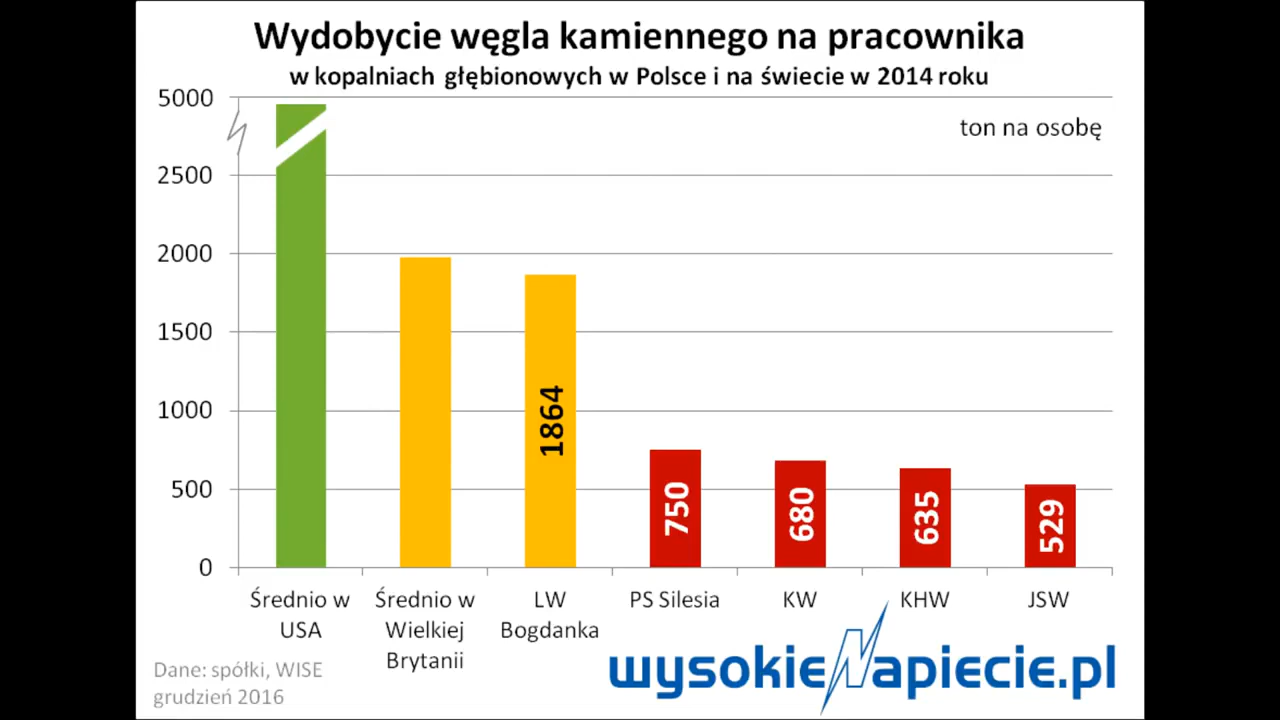 Wydobycie węgla kamiennego na pracownika
w kopalniach głębionowych w Polsce i na świecie w 2014 roku
ton na osobę
5000
2500
2000
1500
1000
500
0
1864
750
680
635
529
Średnio w USA
Średnio w Wielkiej Brytanii
LW Bogdanka
PS Silesia
KW
KHW
JSW
Dane: spółki, WISE
grudzień 2016
wysokieNapiecie.pl